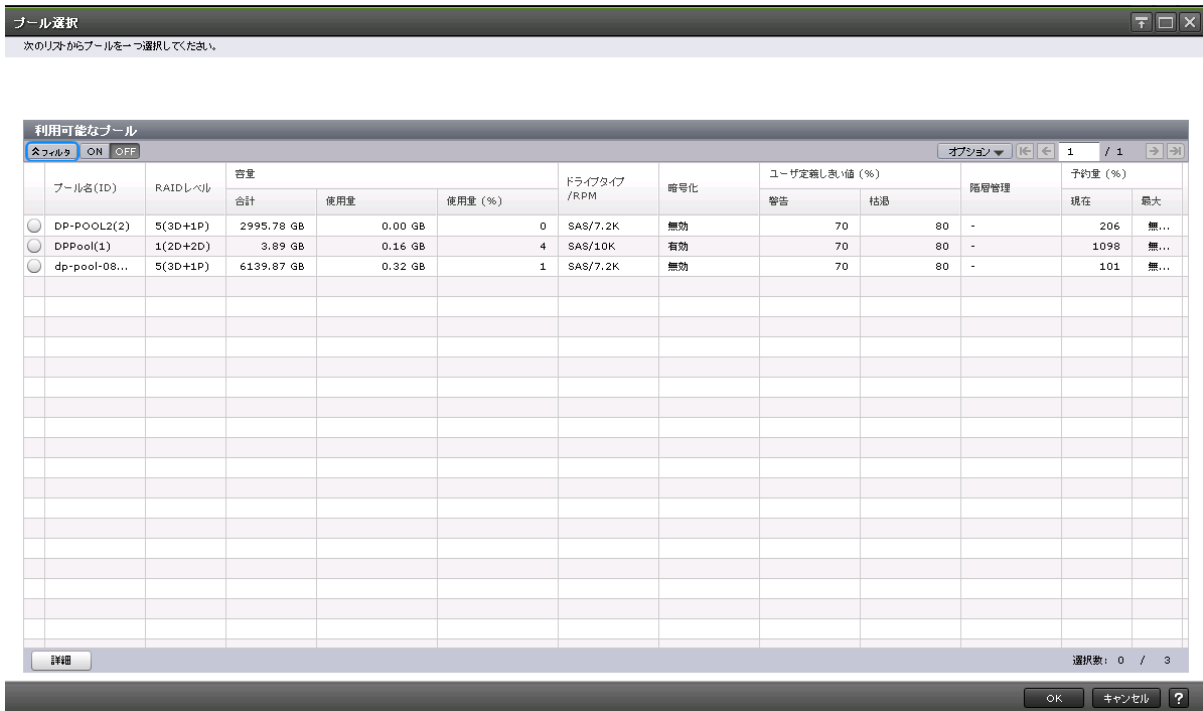 プール選択
次のリストからプールを一つ選択してください。
利用可能なプール
フィルタ ON OFF オプション 1 / 1
プール名(ID) RAIDレベル 容量 ドライブタイプ/RPM 暗号化 ユーザ定義しきい値 (%) 階層管理 予約量 (%)
合計 使用量 使用量 (%) 警告 枯渇 現在 最大
DP-POOL2(2) 5(3D+1P) 2995.78 GB 0.00 GB 0 SAS/7.2K 無効 70 80 - 206 無...
DPPool(1) 1(2D+2D) 3.89 GB 0.16 GB 4 SAS/10K 有効 70 80 - 1098 無...
dp-pool-08... 5(3D+1P) 6139.87 GB 0.32 GB 1 SAS/7.2K 無効 70 80 - 101 無...
詳細 選択数: 0 / 3
OK キャンセル ?